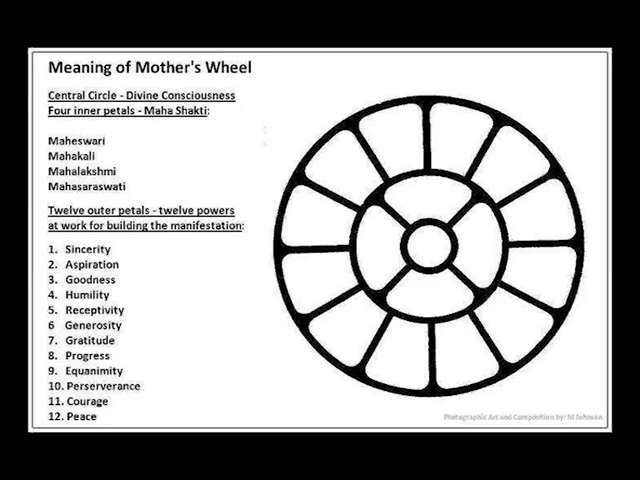 Meaning of Mother's Wheel
Central Circle - Divine Consciousness
Four inner petals - Maha Shakti:
Maheswari
Mahakali
Mahalakshmi
Mahasaraswati
Twelve outer petals - twelve powers
at work for building the manifestation:
1. Sincerity
2. Aspiration
3. Goodness
4. Humility
5. Receptivity
6 Generosity
7. Gratitude
8. Progress
9. Equanimity
10. Perserverance
11. Courage
12. Peace
Photographic Art and Composition by: M Johnson